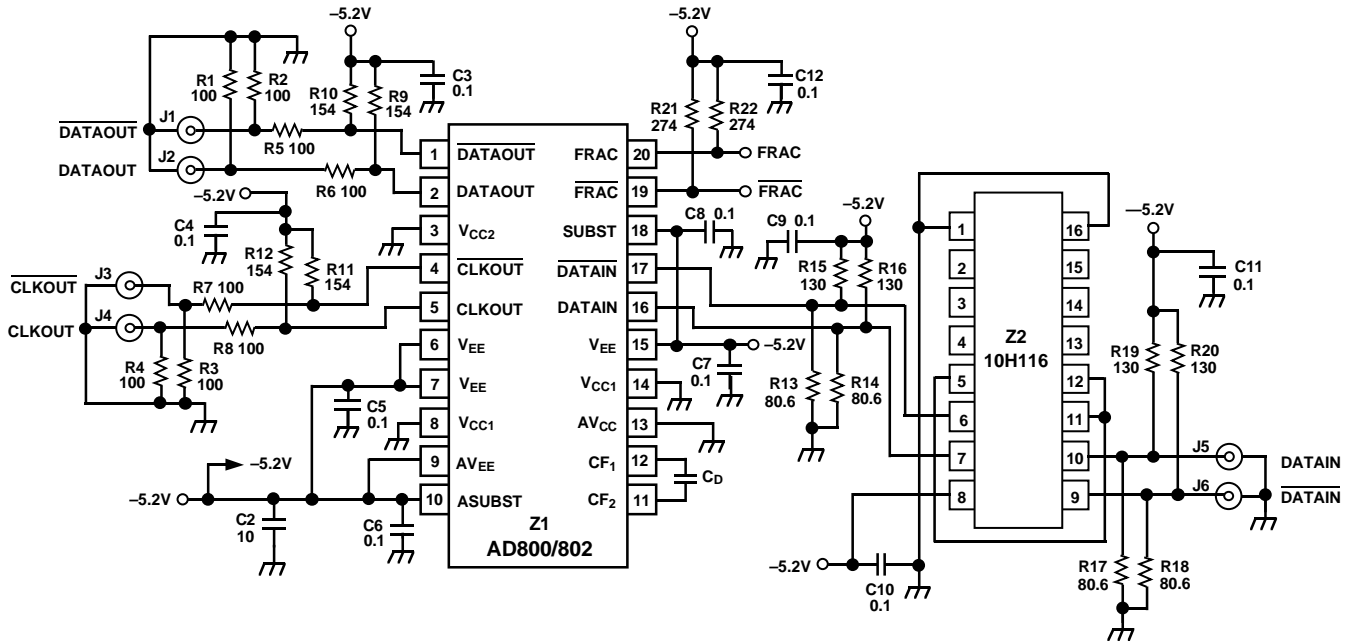 –5.2V
–5.2V
R1
100
R2
100
R10
154
R9
154
C3
0.1
J1
DATAOUT
R5 100
J2
DATAOUT
R6 100
–5.2V
C4
0.1
R12
154
R11
154
CLKOUT
J3
R7 100
CLKOUT
J4
R8 100
R4
100
R3
100
C5
0.1
–5.2V
–5.2V
C2
10
C6
0.1
1 DATAOUT
2 DATAOUT
3 VCC2
4 CLKOUT
5 CLKOUT
6 VEE
7 VEE
8 VCC1
9 AVEE
10 ASUBST
Z1
AD800/802
FRAC 20
FRAC 19
SUBST 18
DATAIN 17
DATAIN 16
VEE 15
VCC1 14
AVCC 13
CF1 12
CF2 11
CD
R21
274
R22
274
C12
0.1
FRAC
FRAC
C8 0.1
C9 0.1
–5.2V
R15
130
R16
130
–5.2V
C7
0.1
R13
80.6
R14
80.6
–5.2V
C10
0.1
1
2
3
4
5
6
7
8
Z2
10H116
16
15
14
13
12
11
10
9
—5.2V
C11
0.1
R19
130
R20
130
J5
DATAIN
J6
DATAIN
R17
80.6
R18
80.6